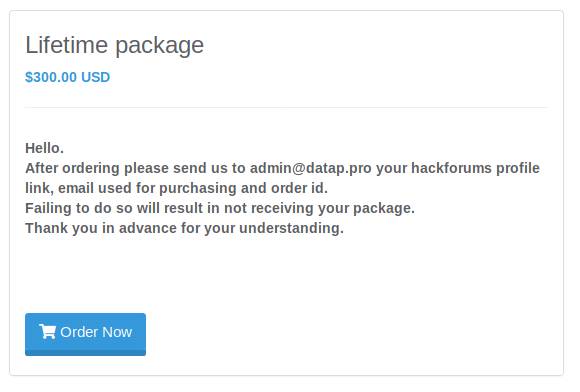 Lifetime package
$300.00 USD
Hello.
After ordering please send us to admin@datap.pro your hackforums profile
link, email used for purchasing and order id.
Failing to do so will result in not receiving your package.
Thank you in advance for your understanding.
Order Now